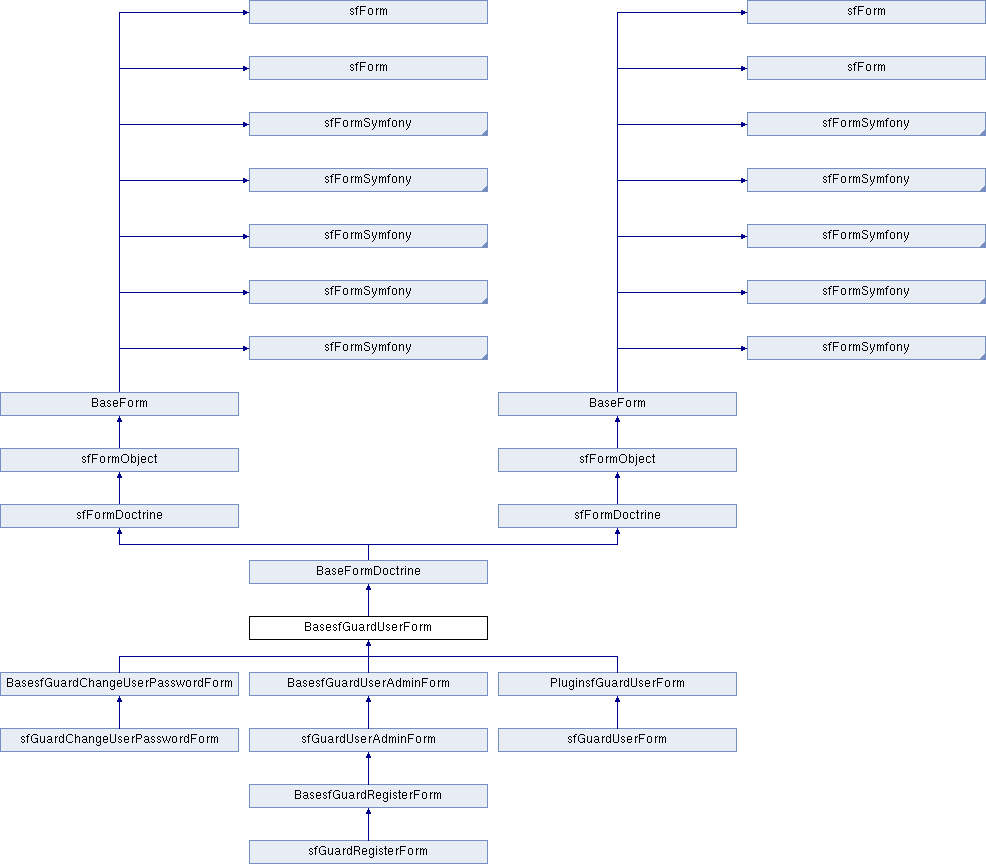 sfForm sfForm
sfForm sfForm
sfFormSymfony sfFormSymfony
sfFormSymfony sfFormSymfony
sfFormSymfony sfFormSymfony
sfFormSymfony sfFormSymfony
sfFormSymfony sfFormSymfony
BaseForm BaseForm
sfFormObject sfFormObject
sfFormDoctrine sfFormDoctrine
BaseFormDoctrine
BasesfGuardUserForm
BasesfGuardChangeUserPasswordForm BasesfGuardUserAdminForm PluginsfGuardUserForm
sfGuardChangeUserPasswordForm sfGuardUserAdminForm sfGuardUserForm
BasesfGuardRegisterForm
sfGuardRegisterForm